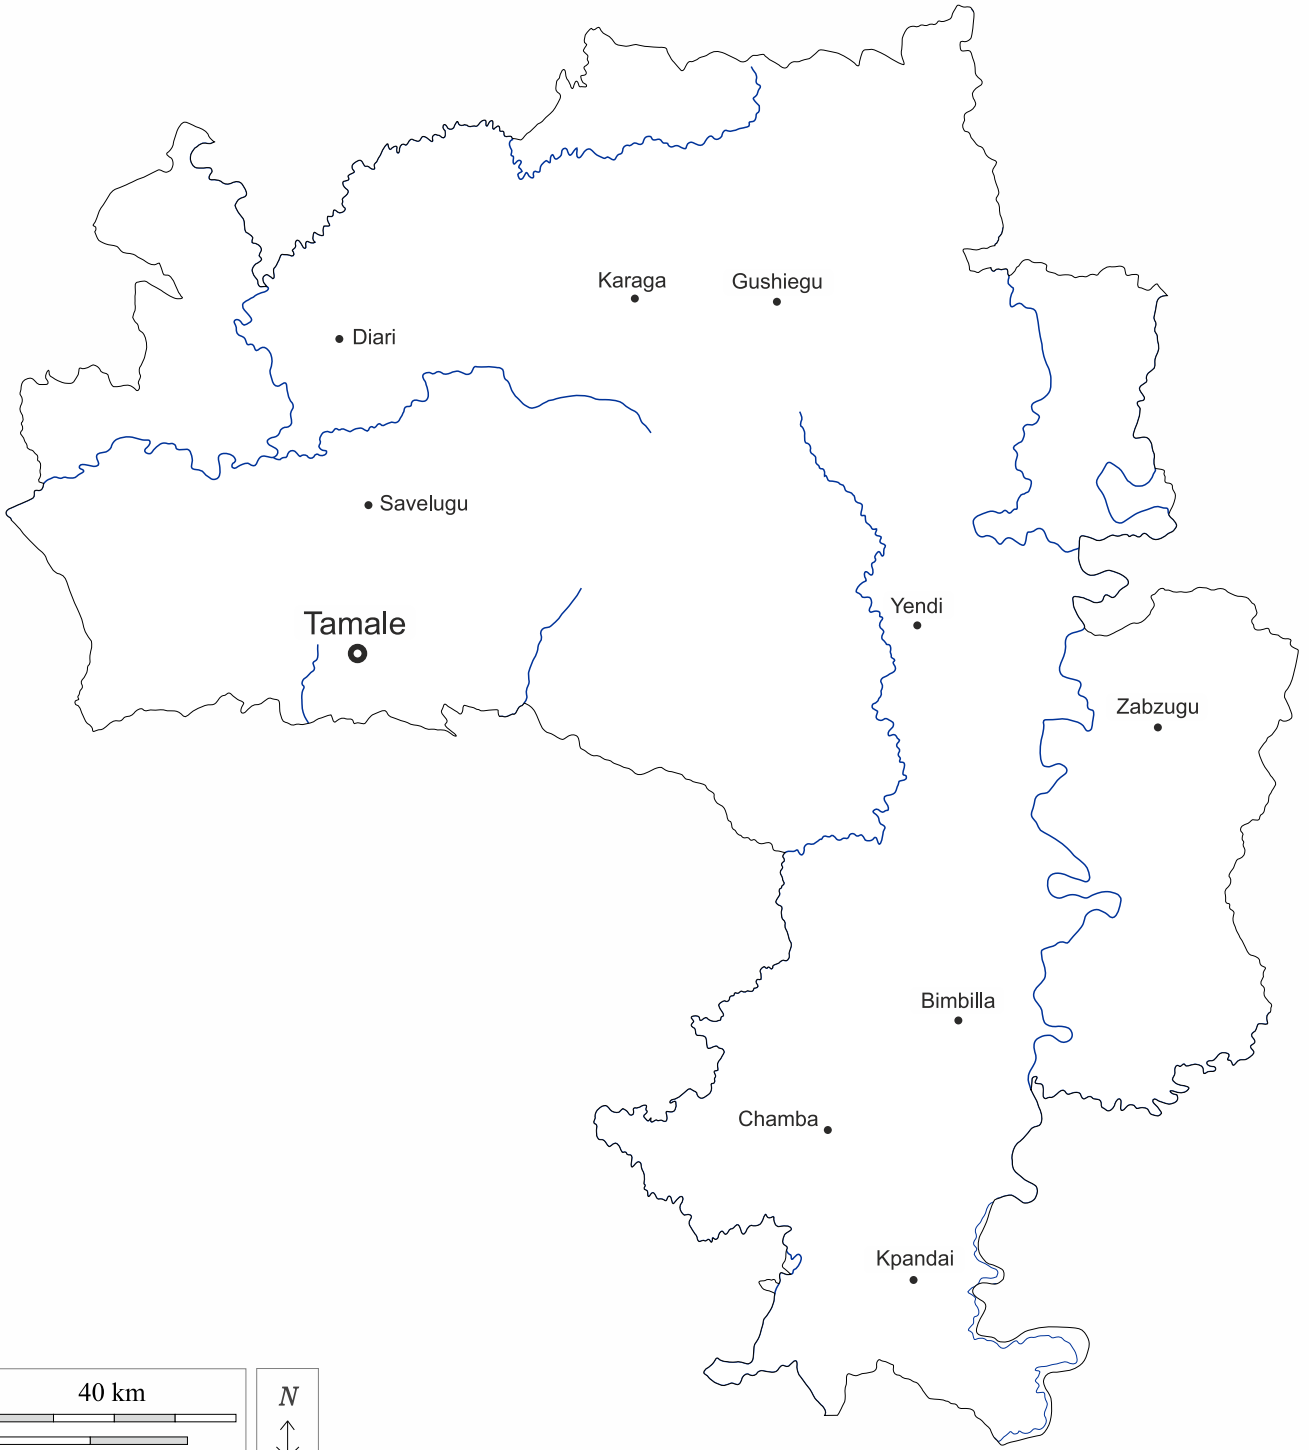 Karaga
Gushiegu
Diari
Savelugu
Yendi
Tamale
Zabzugu
Bimbilla
Chamba
Kpandai
40 km
N